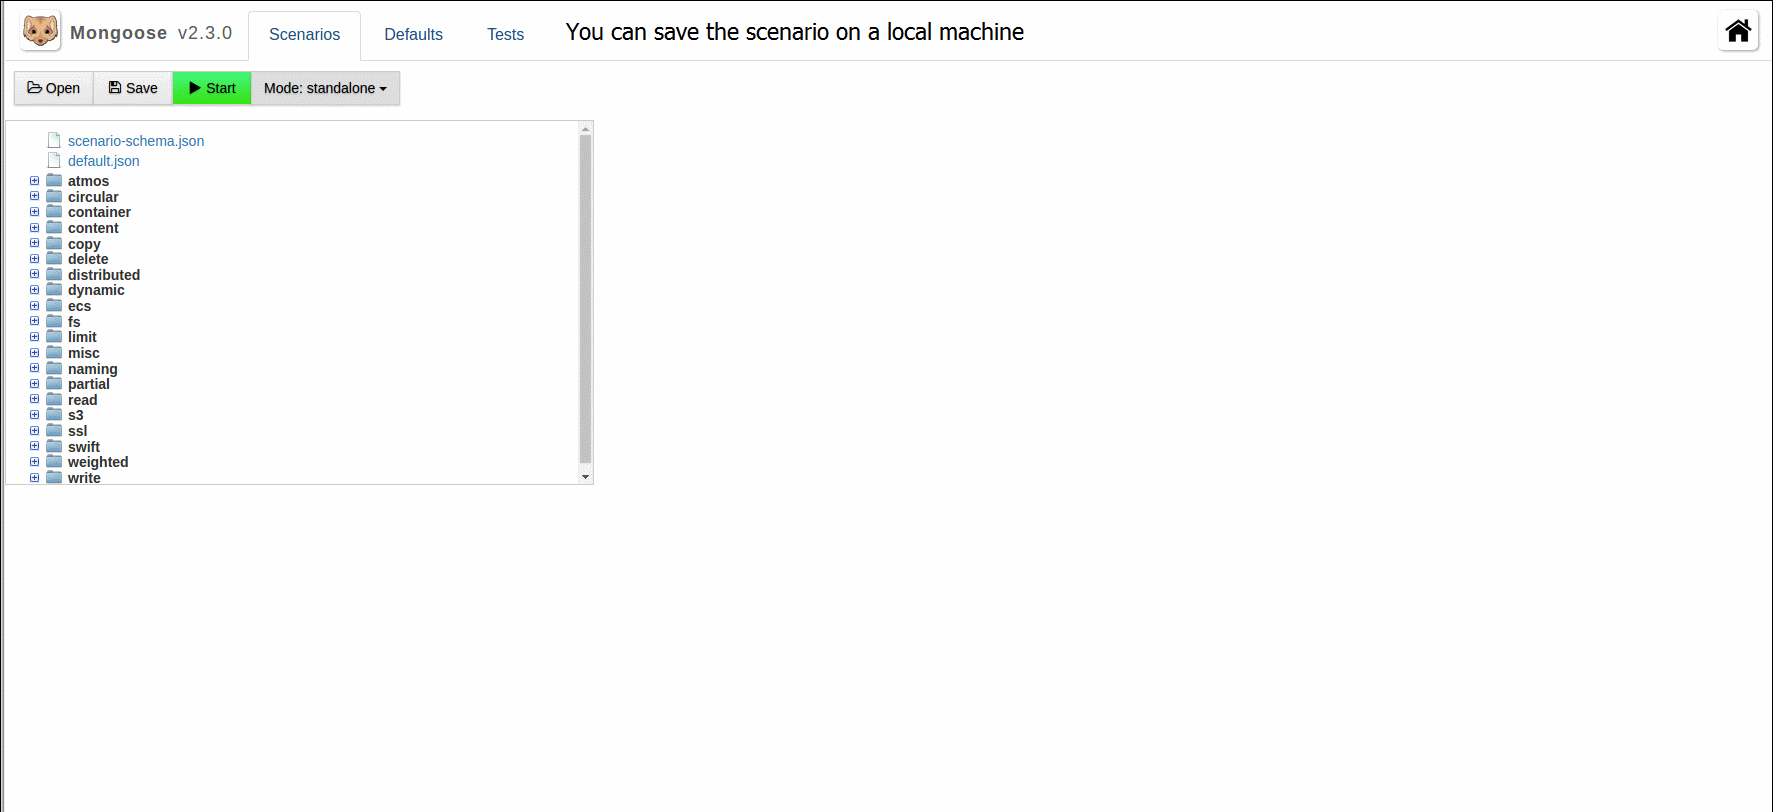 Mongoose v2.3.0 Scenarios Defaults Tests You can save the scenario on a local machine
Open Save Start Mode: standalone
scenario-schema.json
default.json
atmos
circular
container
content
copy
delete
distributed
dynamic
ecs
fs
limit
misc
naming
partial
read
s3
ssl
swift
weighted
write